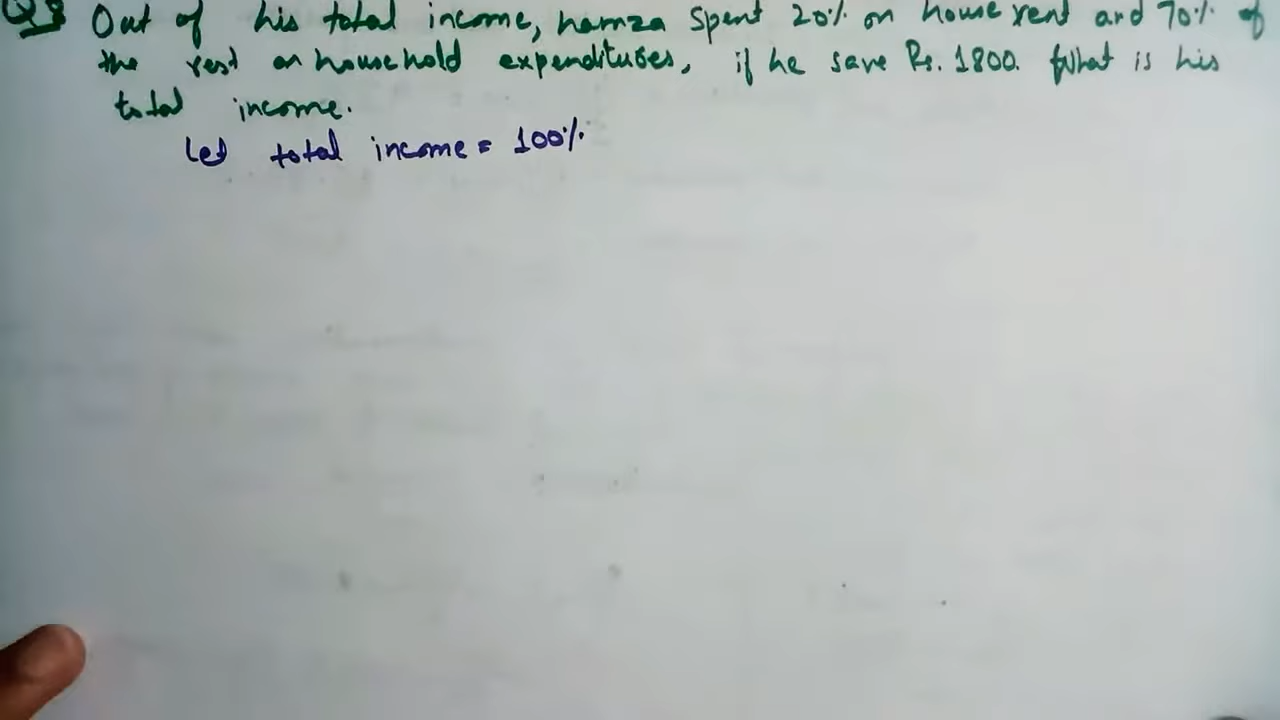 Q3 Out of his total income, hamza spent 20% on house rent and 70% of
the rest on household expenditures, if he save Rs. 1800. What is his
total income.
Let total income = 100%